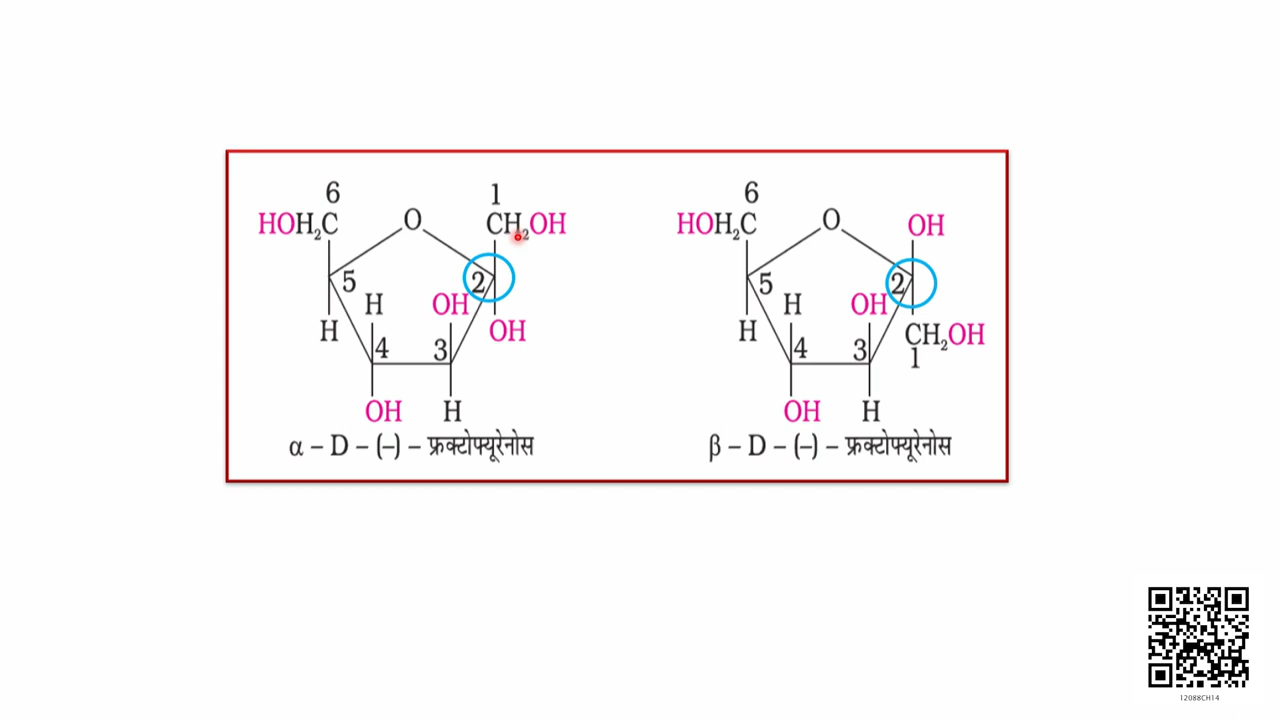 6 1
HOH₂C O CH₂OH
5 2
H OH
H OH
4 3
OH H
α – D – (–) – फ्रक्टोफ्यूरेनोस
6
HOH₂C O OH
5 2
H OH
H CH₂OH
4 3 1
OH H
β – D – (–) – फ्रक्टोफ्यूरेनोस
12088CH14